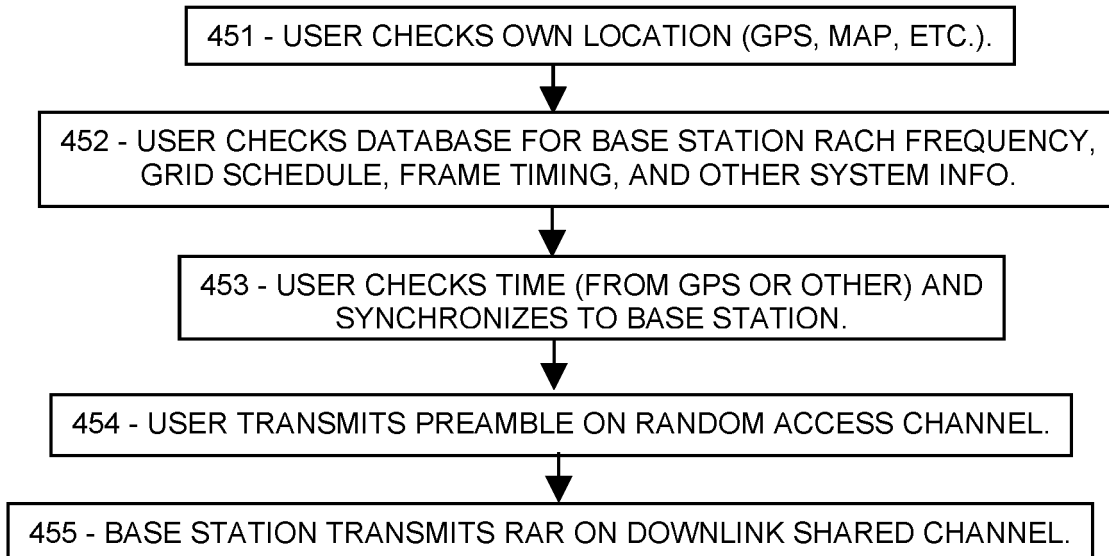 451 - USER CHECKS OWN LOCATION (GPS, MAP, ETC.).
452 - USER CHECKS DATABASE FOR BASE STATION RACH FREQUENCY,
GRID SCHEDULE, FRAME TIMING, AND OTHER SYSTEM INFO.
453 - USER CHECKS TIME (FROM GPS OR OTHER) AND
SYNCHRONIZES TO BASE STATION.
454 - USER TRANSMITS PREAMBLE ON RANDOM ACCESS CHANNEL.
455 - BASE STATION TRANSMITS RAR ON DOWNLINK SHARED CHANNEL.